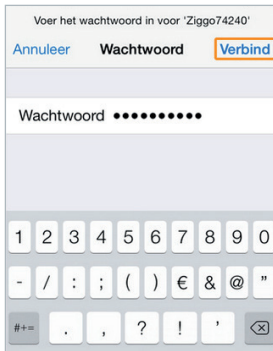 Voer het wachtwoord in voor 'Ziggo74240'
Annuleer Wachtwoord Verbind
Wachtwoord ●●●●●●●●●●
1 2 3 4 5 6 7 8 9 0
- / : ; ( ) € & @ "
#+= . , ? ! '